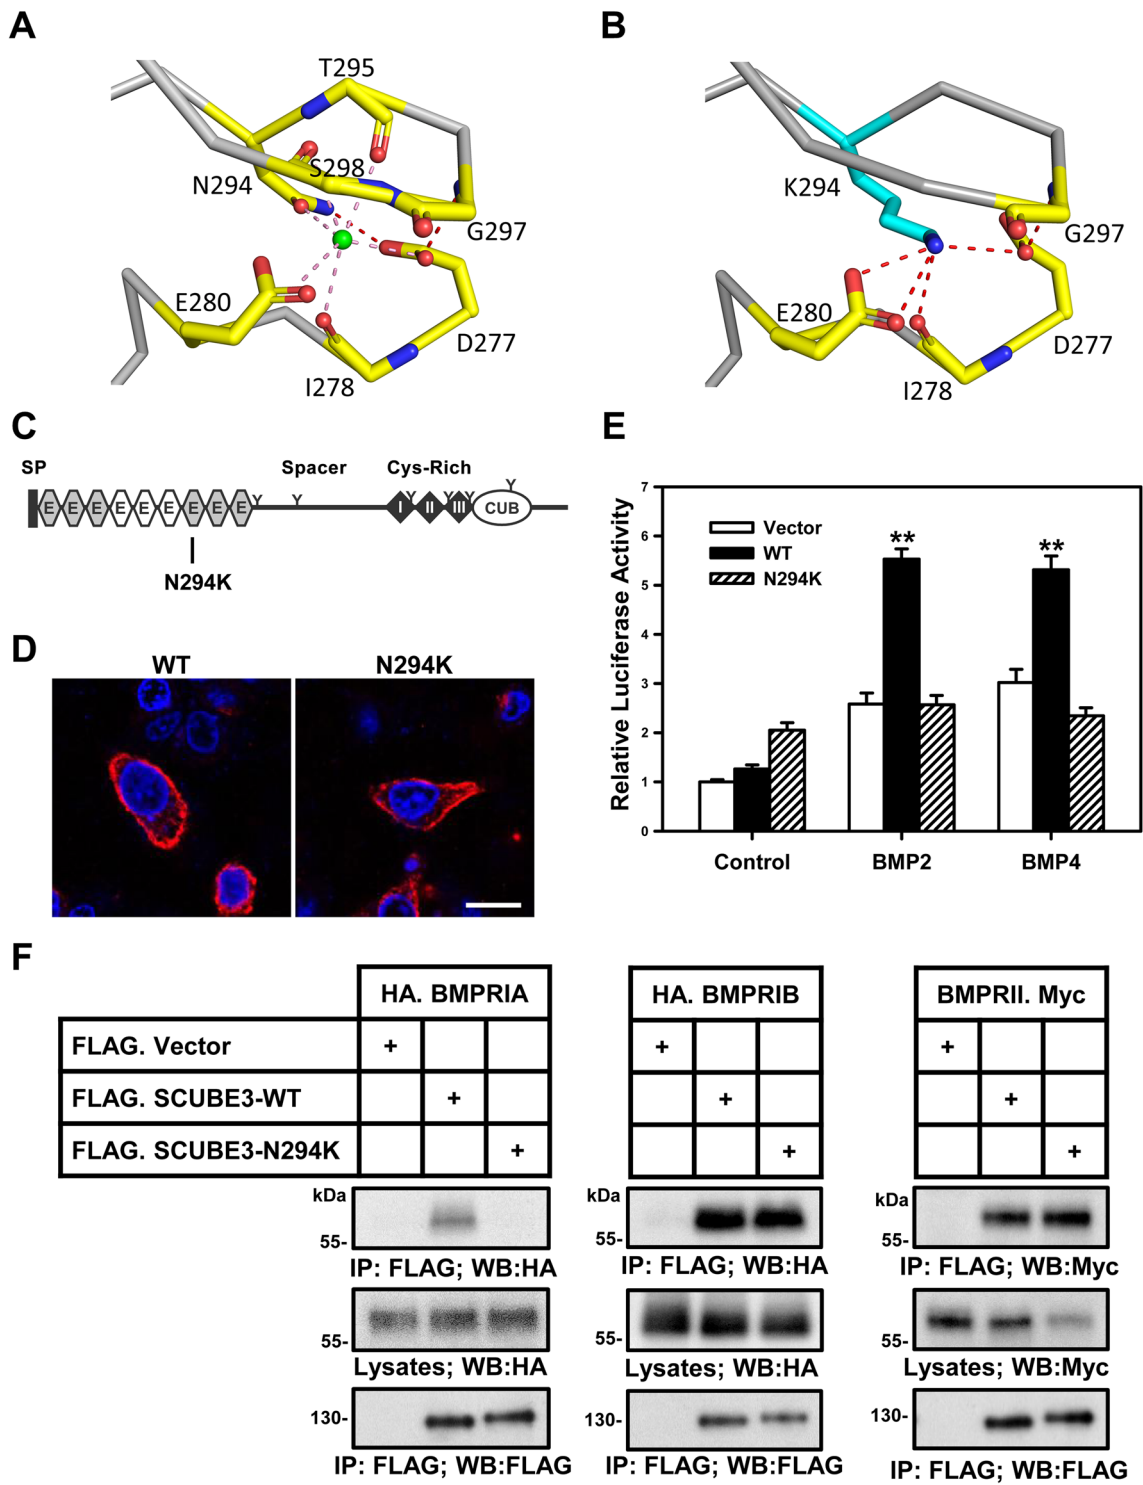 A
T295
S298
N294
G297
E280
D277
I278
B
K294
G297
E280
D277
I278
C
SP
Spacer
Cys-Rich
E E E E E E E E E
Y Y Y Y Y Y
I II III
CUB
N294K
D
WT
N294K
E
Relative Luciferase Activity
7
6
5
4
3
2
1
0
Vector
WT
N294K
**
**
Control
BMP2
BMP4
F
HA. BMPRIA
HA. BMPRIB
BMPRII. Myc
FLAG. Vector + + +
FLAG. SCUBE3-WT + + +
FLAG. SCUBE3-N294K + + +
kDa
55-
IP: FLAG; WB:HA
55-
Lysates; WB:HA
130-
IP: FLAG; WB:FLAG
kDa
55-
IP: FLAG; WB:HA
55-
Lysates; WB:HA
130-
IP: FLAG; WB:FLAG
kDa
55-
IP: FLAG; WB:Myc
55-
Lysates; WB:Myc
130-
IP: FLAG; WB:FLAG